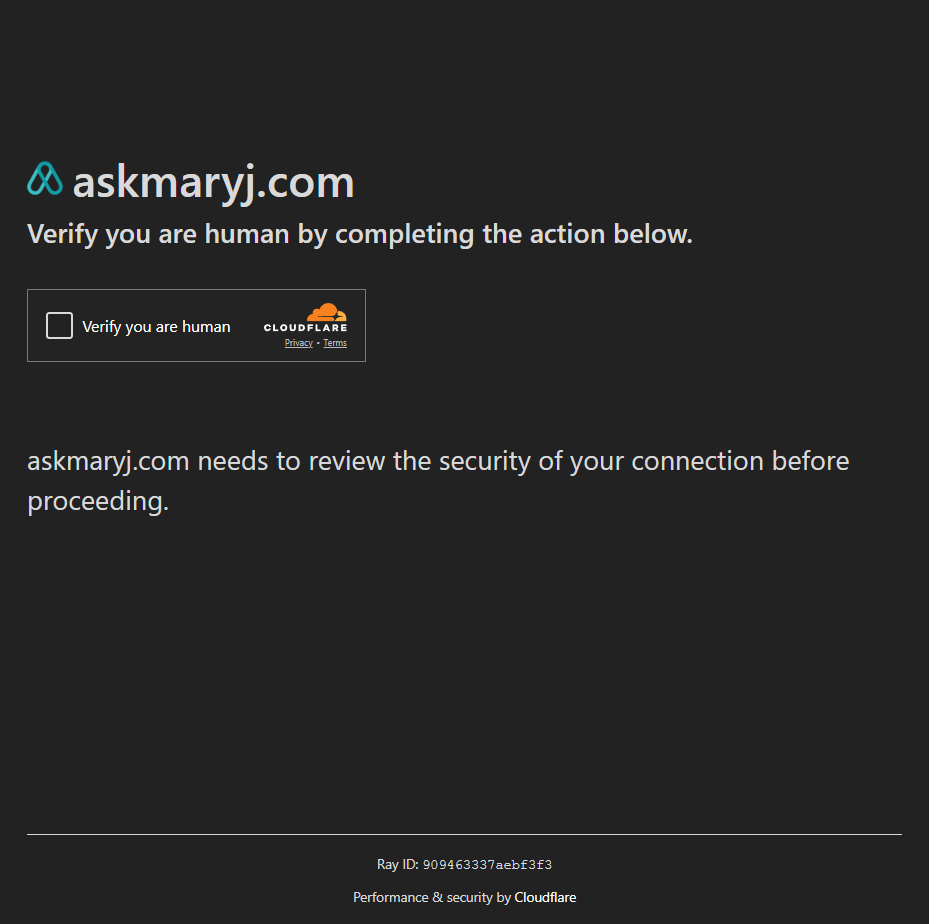 askmaryj.com
Verify you are human by completing the action below.
Verify you are human
CLOUDFLARE
Privacy • Terms
askmaryj.com needs to review the security of your connection before
proceeding.
Ray ID: 909463337aebf3f3
Performance & security by Cloudflare